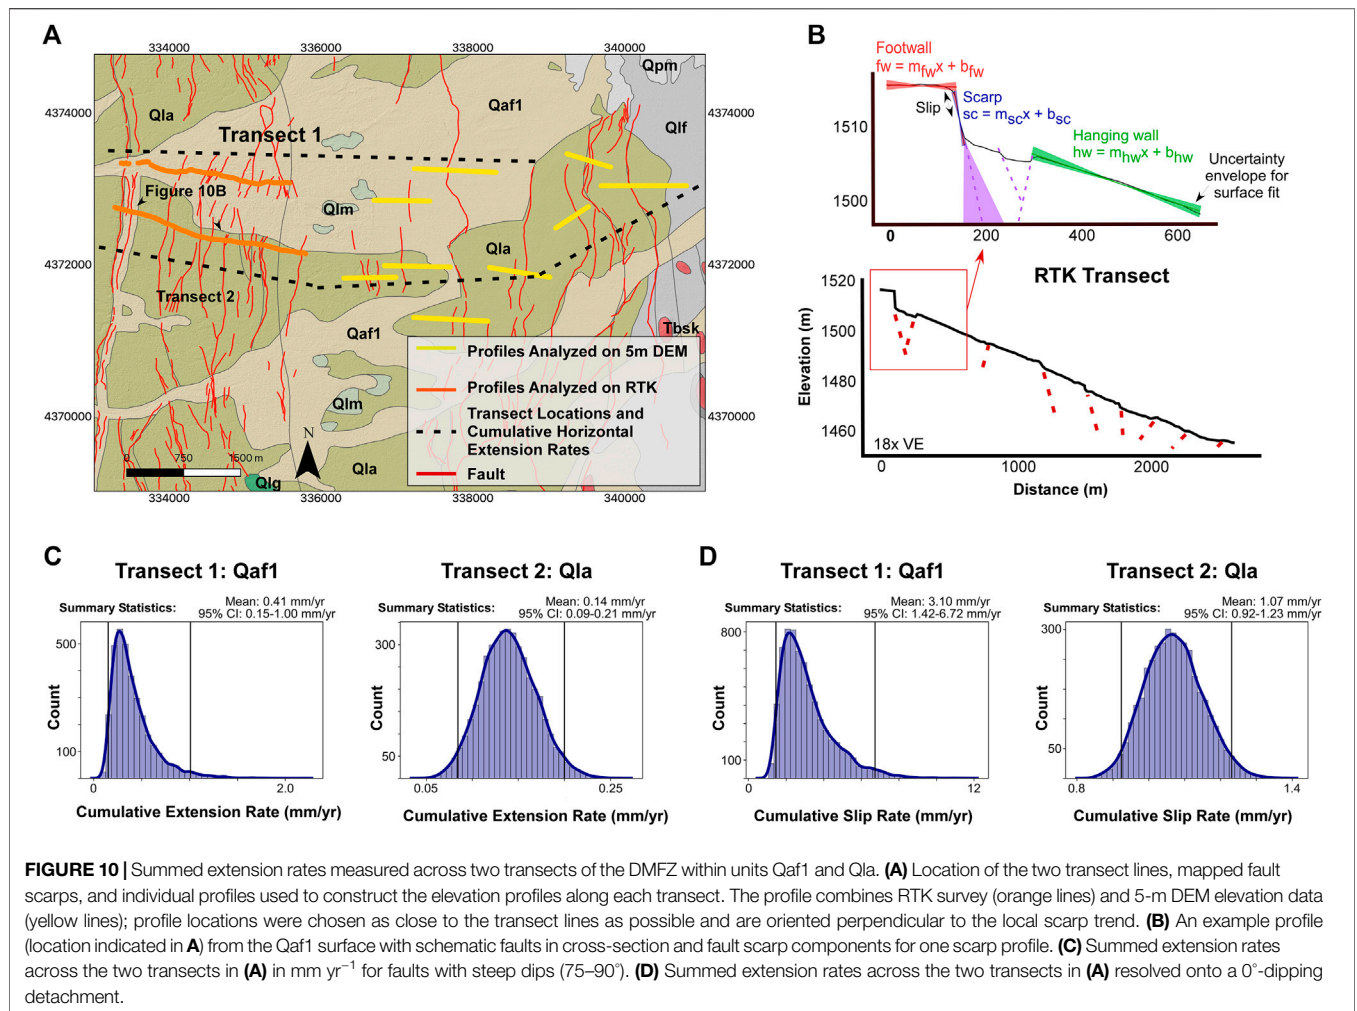 A
334000
336000
338000
340000
Qpm
4374000
4374000
Qaf1
Qla
Qlf
Transect 1
Figure 10B
Qlm
Qla
4372000
4372000
Transect 2
Qaf1
Tbsk
Profiles Analyzed on 5m DEM
Profiles Analyzed on RTK
Transect Locations and
Cumulative Horizontal
Extension Rates
Fault
Qlm
4370000
4370000
N
0 750 1500 m
Qla
Qlg
334000
336000
338000
340000
B
Footwall
fw = mfwx + bfw
Slip
Scarp
sc = mscx + bsc
Hanging wall
hw = mhwx + bhw
Uncertainty
envelope for
surface fit
1510
1500
0 200 400 600
RTK Transect
1520
1500
1480
1460
Elevation (m)
18x VE
0 1000 2000
Distance (m)
C
Transect 1: Qaf1
Summary Statistics:
Mean: 0.41 mm/yr
95% CI: 0.15-1.00 mm/yr
500
100
Count
0 2.0
Cumulative Extension Rate (mm/yr)
Transect 2: Qla
Summary Statistics:
Mean: 0.14 mm/yr
95% CI: 0.09-0.21 mm/yr
300
50
Count
0.05 0.25
Cumulative Extension Rate (mm/yr)
D
Transect 1: Qaf1
Summary Statistics:
Mean: 3.10 mm/yr
95% CI: 1.42-6.72 mm/yr
800
100
Count
0 12
Cumulative Slip Rate (mm/yr)
Transect 2: Qla
Summary Statistics:
Mean: 1.07 mm/yr
95% CI: 0.92-1.23 mm/yr
300
50
Count
0.8 1.4
Cumulative Slip Rate (mm/yr)
FIGURE 10 | Summed extension rates measured across two transects of the DMFZ within units Qaf1 and Qla. (A) Location of the two transect lines, mapped fault
scarps, and individual profiles used to construct the elevation profiles along each transect. The profile combines RTK survey (orange lines) and 5-m DEM elevation data
(yellow lines); profile locations were chosen as close to the transect lines as possible and are oriented perpendicular to the local scarp trend. (B) An example profile
(location indicated in A) from the Qaf1 surface with schematic faults in cross-section and fault scarp components for one scarp profile. (C) Summed extension rates
across the two transects in (A) in mm yr⁻¹ for faults with steep dips (75–90°). (D) Summed extension rates across the two transects in (A) resolved onto a 0°-dipping
detachment.